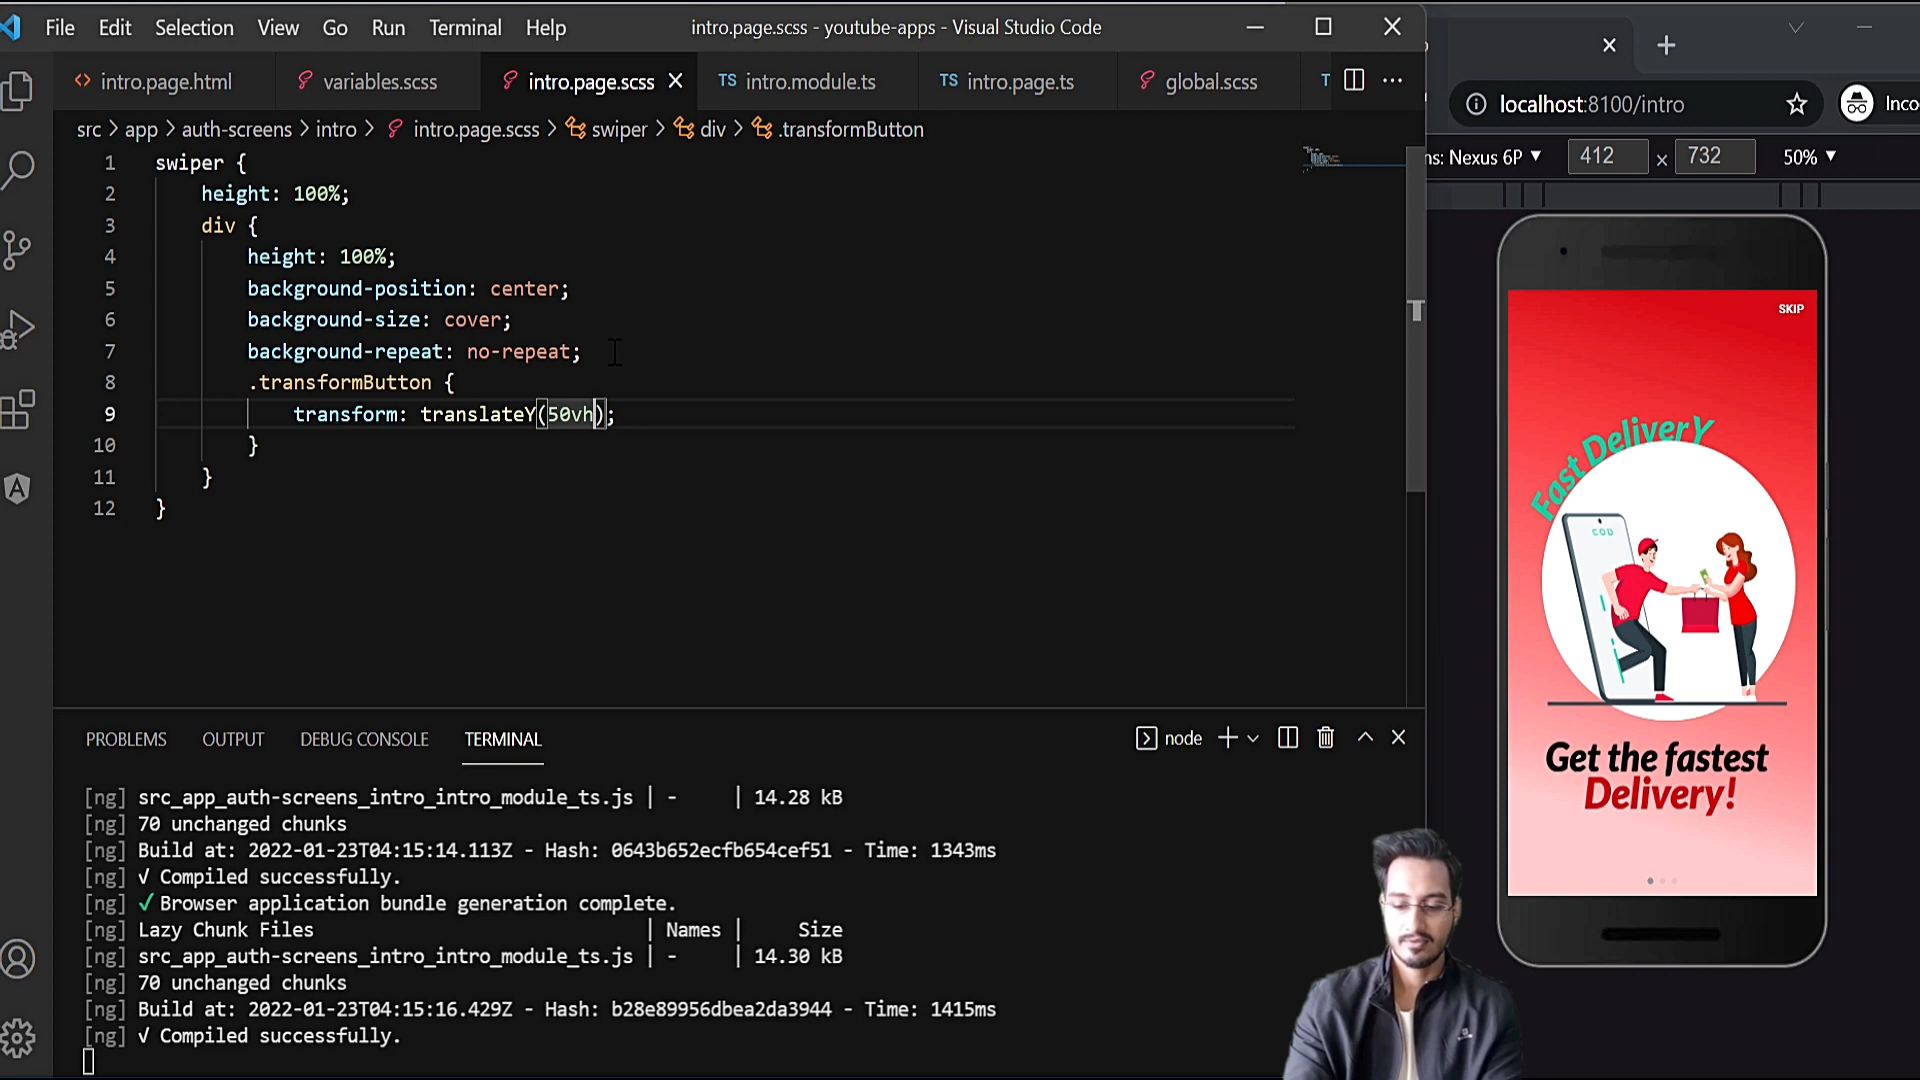 File Edit Selection View Go Run Terminal Help intro.page.scss - youtube-apps - Visual Studio Code
intro.page.html variables.scss intro.page.scss TS intro.module.ts TS intro.page.ts global.scss T
src > app > auth-screens > intro > intro.page.scss > swiper > div > .transformButton
1 swiper {
2 height: 100%;
3 div {
4 height: 100%;
5 background-position: center;
6 background-size: cover;
7 background-repeat: no-repeat;
8 .transformButton {
9 transform: translateY(50vh);
10 }
11 }
12 }
PROBLEMS OUTPUT DEBUG CONSOLE TERMINAL node
[ng] src_app_auth-screens_intro_intro_module_ts.js | - | 14.28 kB
[ng] 70 unchanged chunks
[ng] Build at: 2022-01-23T04:15:14.113Z - Hash: 0643b652ecfb654cef51 - Time: 1343ms
[ng] √ Compiled successfully.
[ng] ✓ Browser application bundle generation complete.
[ng] Lazy Chunk Files | Names | Size
[ng] src_app_auth-screens_intro_intro_module_ts.js | - | 14.30 kB
[ng] 70 unchanged chunks
[ng] Build at: 2022-01-23T04:15:16.429Z - Hash: b28e89956dbea2da3944 - Time: 1415ms
[ng] √ Compiled successfully.
localhost:8100/intro Inco
ns: Nexus 6P ▼ 412 × 732 50% ▼
SKIP
Fast DeliverY
COD
Get the fastest
Delivery!